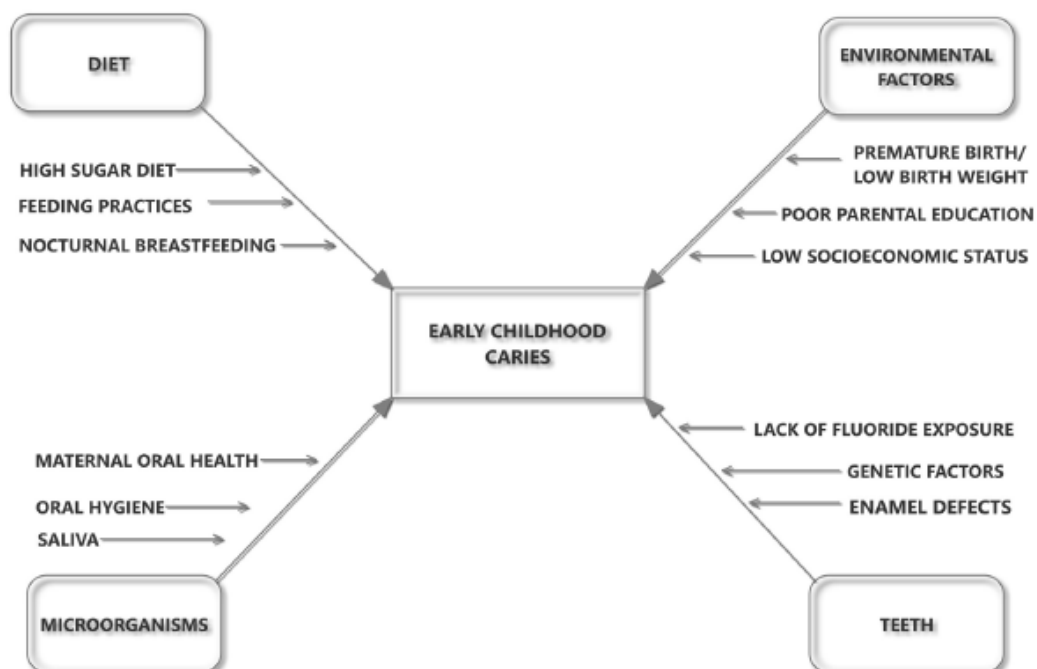 DIET
HIGH SUGAR DIET
FEEDING PRACTICES
NOCTURNAL BREASTFEEDING
ENVIRONMENTAL
FACTORS
PREMATURE BIRTH/
LOW BIRTH WEIGHT
POOR PARENTAL EDUCATION
LOW SOCIOECONOMIC STATUS
EARLY CHILDHOOD
CARIES
MATERNAL ORAL HEALTH
ORAL HYGIENE
SALIVA
MICROORGANISMS
LACK OF FLUORIDE EXPOSURE
GENETIC FACTORS
ENAMEL DEFECTS
TEETH